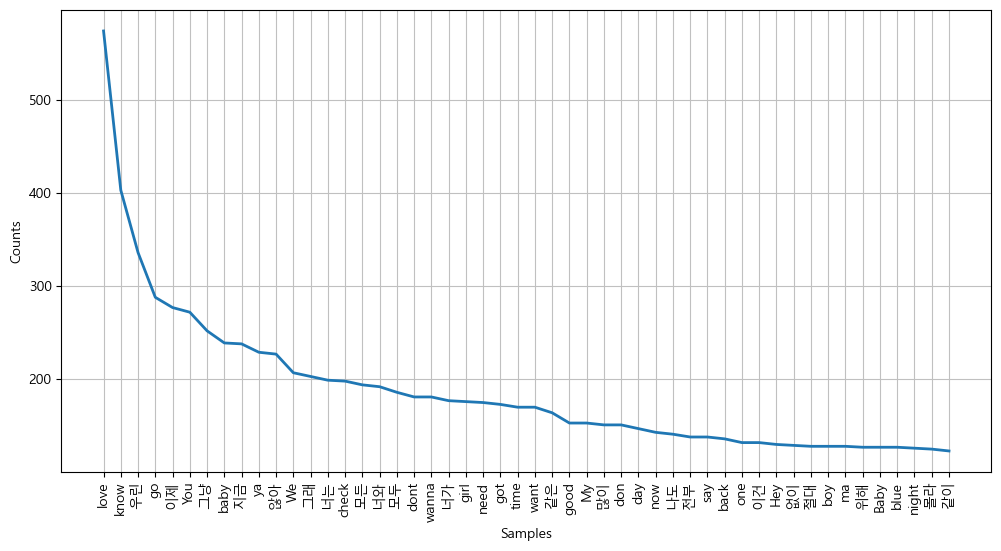 500
400
300
200
Counts
love
know
우린
go
이제
You
그냥
baby
지금
ya
않아
We
그래
너는
check
모든
너와
모두
dont
wanna
너가
girl
need
got
time
want
같은
good
My
많이
don
day
now
나도
전부
say
back
one
이건
Hey
없이
절대
boy
ma
위해
Baby
blue
night
몰라
같이
Samples